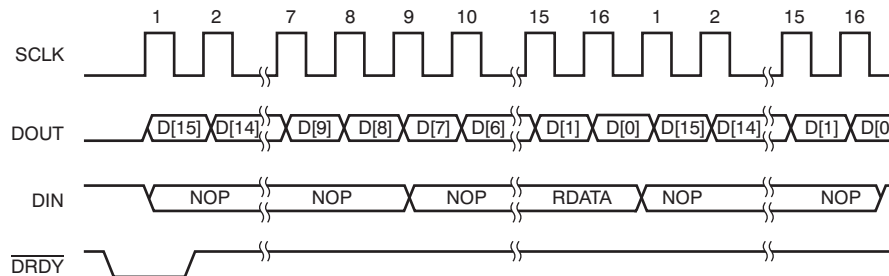 1 2 7 8 9 10 15 16 1 2 15 16
SCLK
DOUT D[15] D[14] D[9] D[8] D[7] D[6] D[1] D[0] D[15] D[14] D[1] D[0
DIN NOP NOP NOP RDATA NOP NOP
DRDY